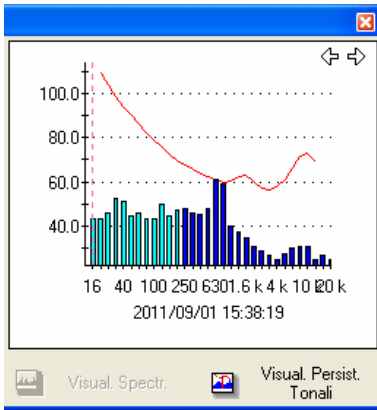 100.0
80.0
60.0
40.0
16 40 100 250 630 1.6 k 4 k 10 k 20 k
2011/09/01 15:38:19
Visual. Spectr.
Visual. Persist.
Tonali